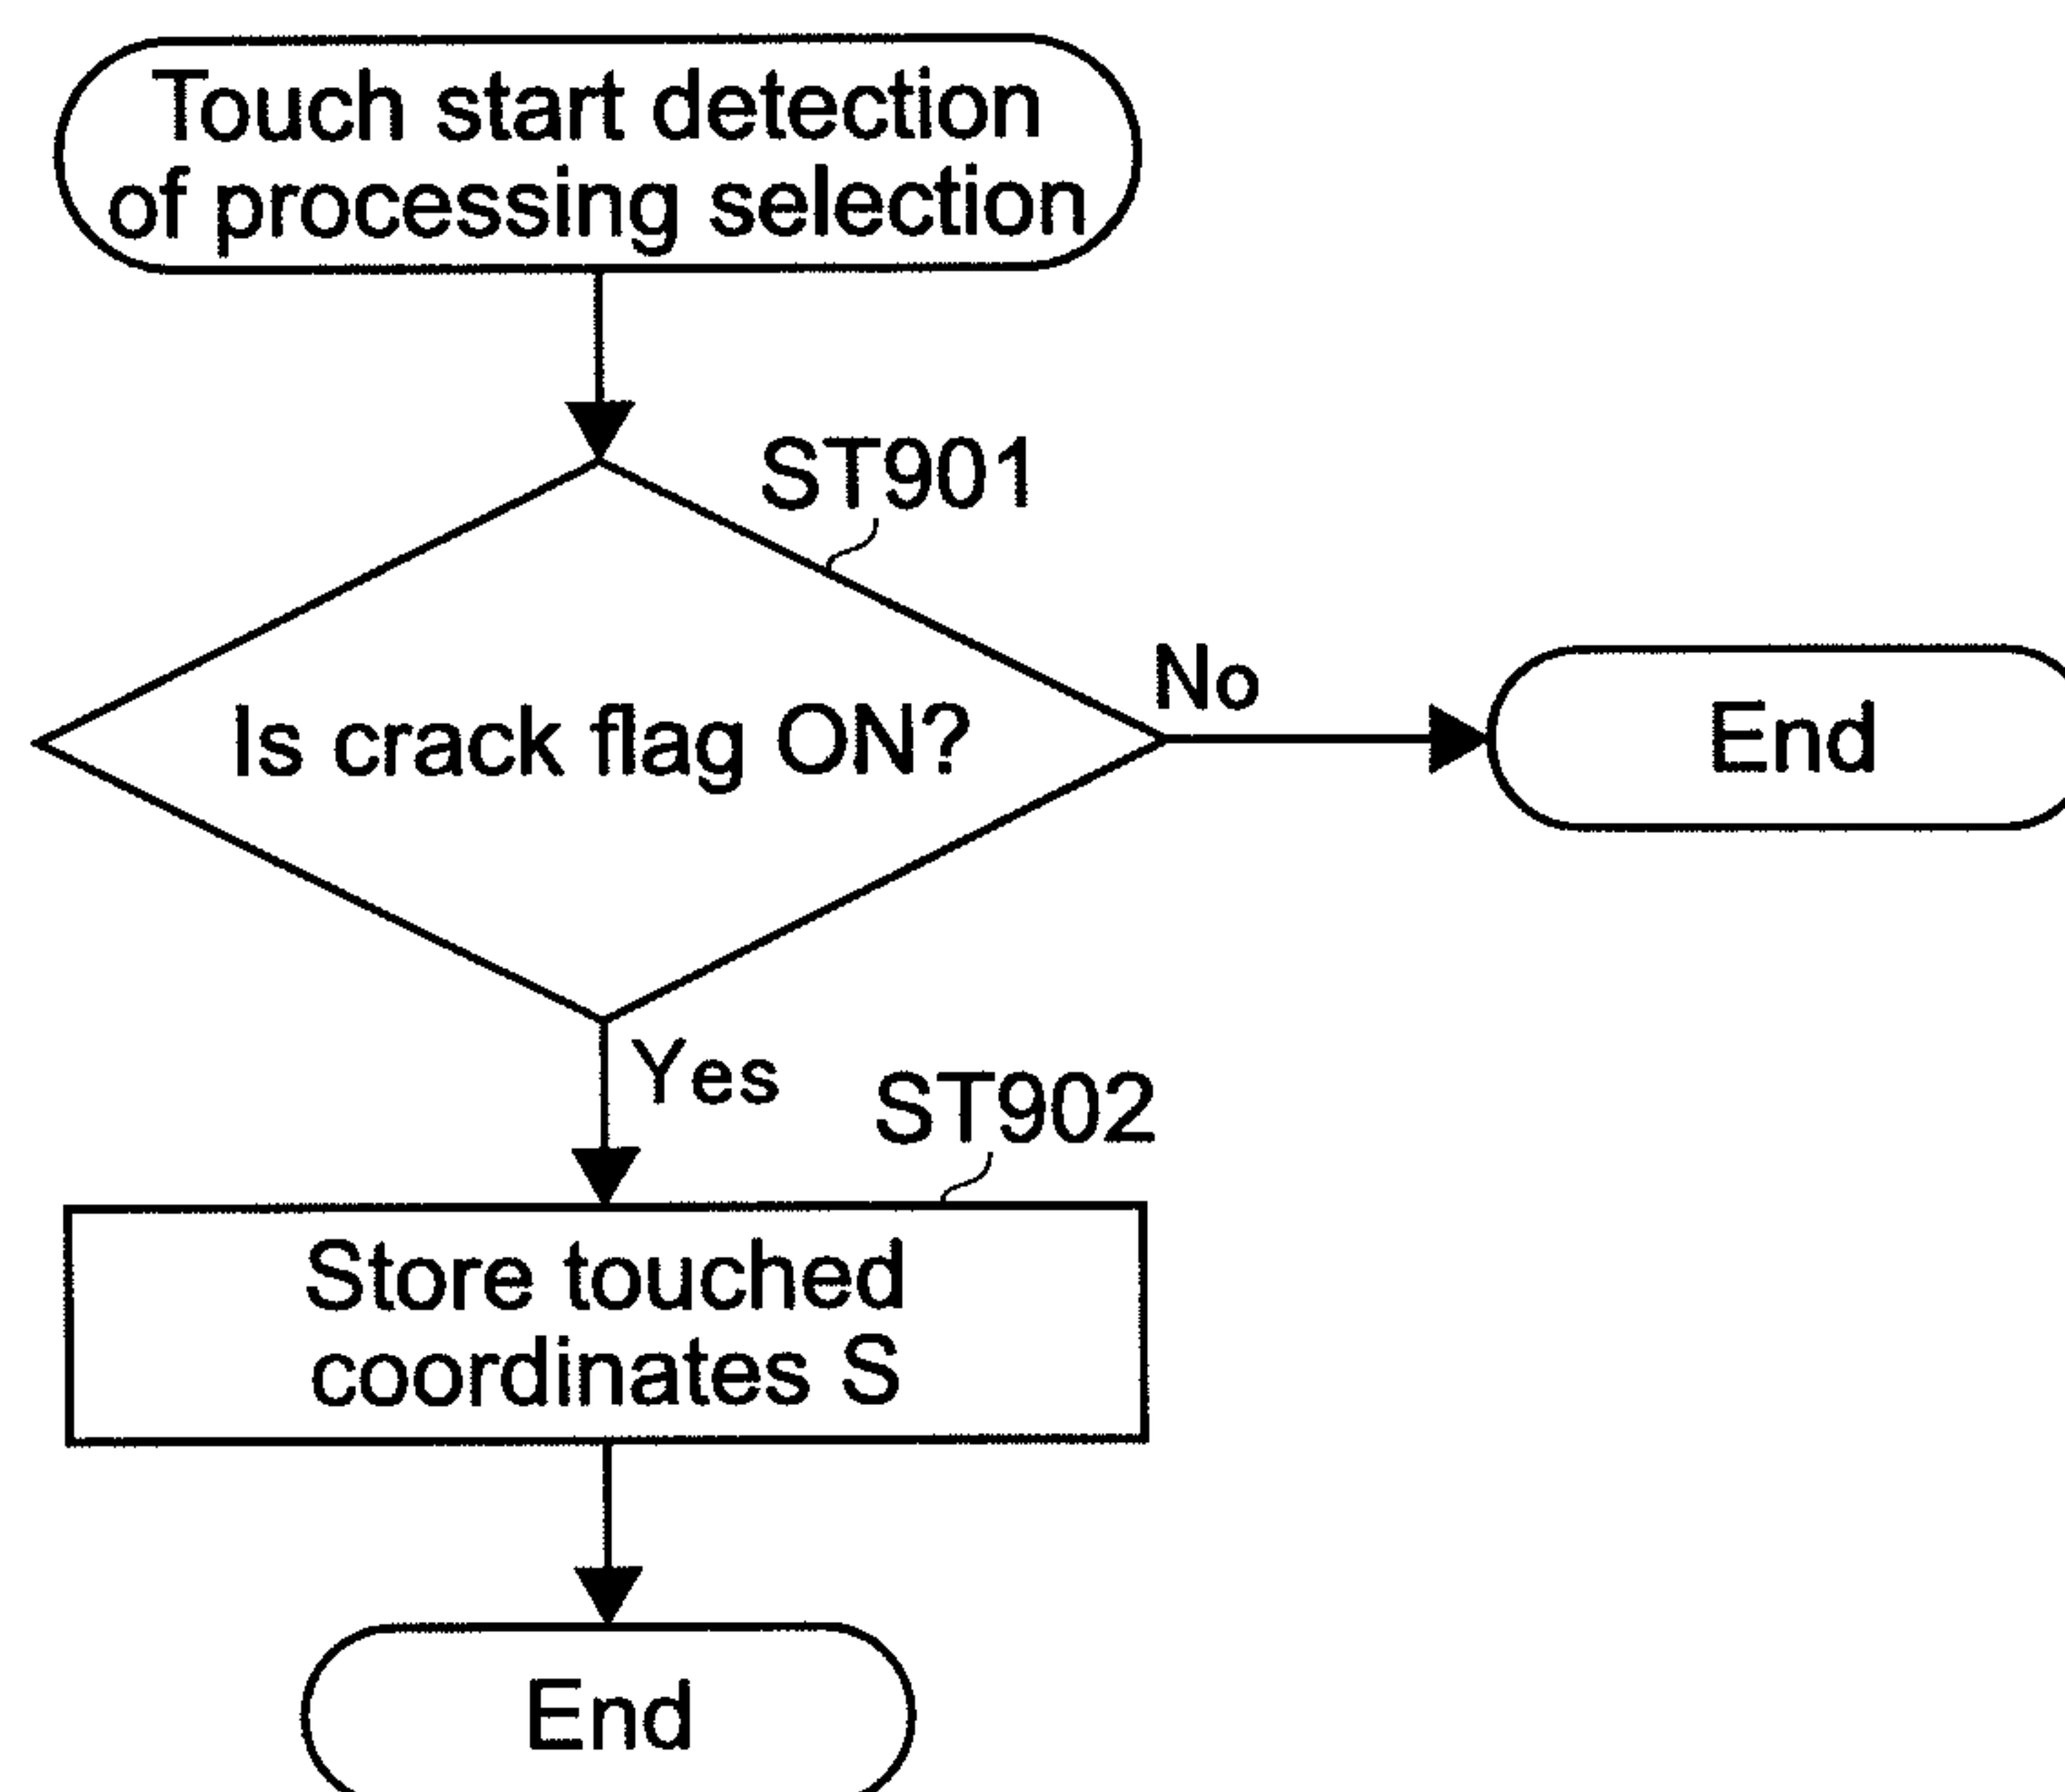 Touch start detection
of processing selection
ST901
Is crack flag ON?
No
End
Yes
ST902
Store touched
coordinates S
End